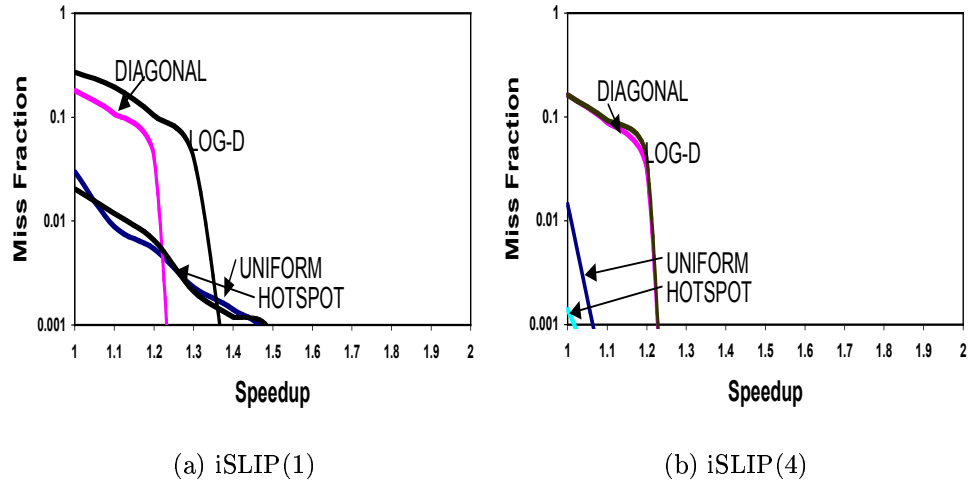 1
0.1
0.01
0.001
Miss Fraction
DIAGONAL
LOG-D
UNIFORM
HOTSPOT
1 1.1 1.2 1.3 1.4 1.5 1.6 1.7 1.8 1.9 2
Speedup
(a) iSLIP(1)
1
0.1
0.01
0.001
Miss Fraction
DIAGONAL
LOG-D
UNIFORM
HOTSPOT
1 1.1 1.2 1.3 1.4 1.5 1.6 1.7 1.8 1.9 2
Speedup
(b) iSLIP(4)